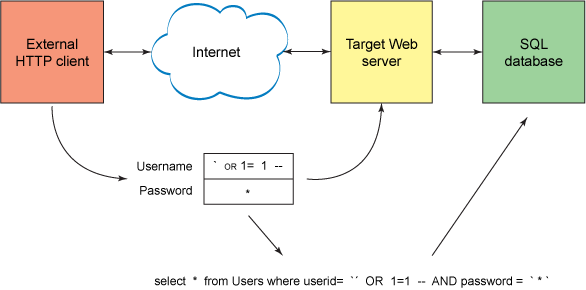 External
HTTP client
Internet
Target Web
server
SQL
database
Username ` OR 1= 1 --
Password *
select * from Users where userid= `´ OR 1=1 -- AND password = ` * `